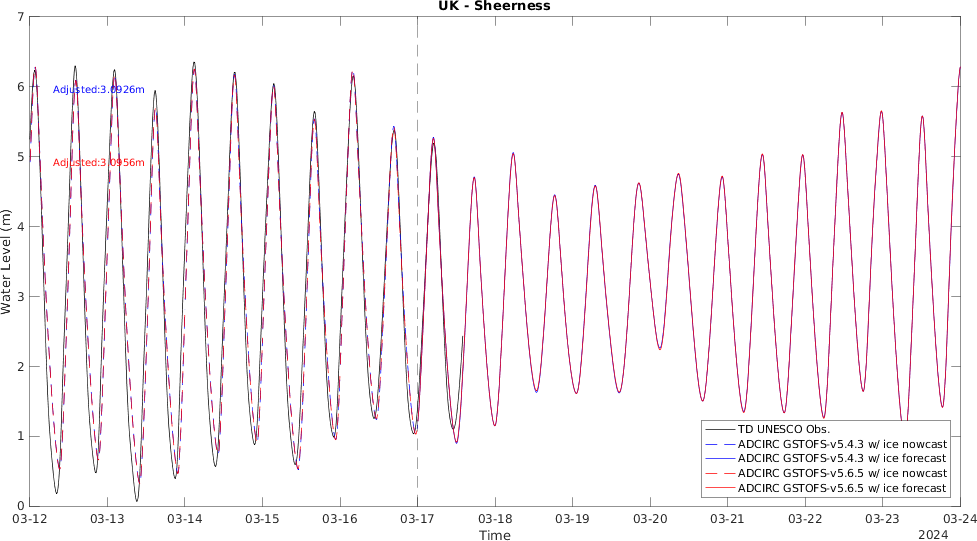 UK - Sheerness
7
6
5
4
3
2
1
0
Water Level (m)
Adjusted:3.0926m
Adjusted:3.0956m
TD UNESCO Obs.
ADCIRC GSTOFS-v5.4.3 w/ ice nowcast
ADCIRC GSTOFS-v5.4.3 w/ ice forecast
ADCIRC GSTOFS-v5.6.5 w/ ice nowcast
ADCIRC GSTOFS-v5.6.5 w/ ice forecast
03-12 03-13 03-14 03-15 03-16 03-17 03-18 03-19 03-20 03-21 03-22 03-23 03-24
Time
2024